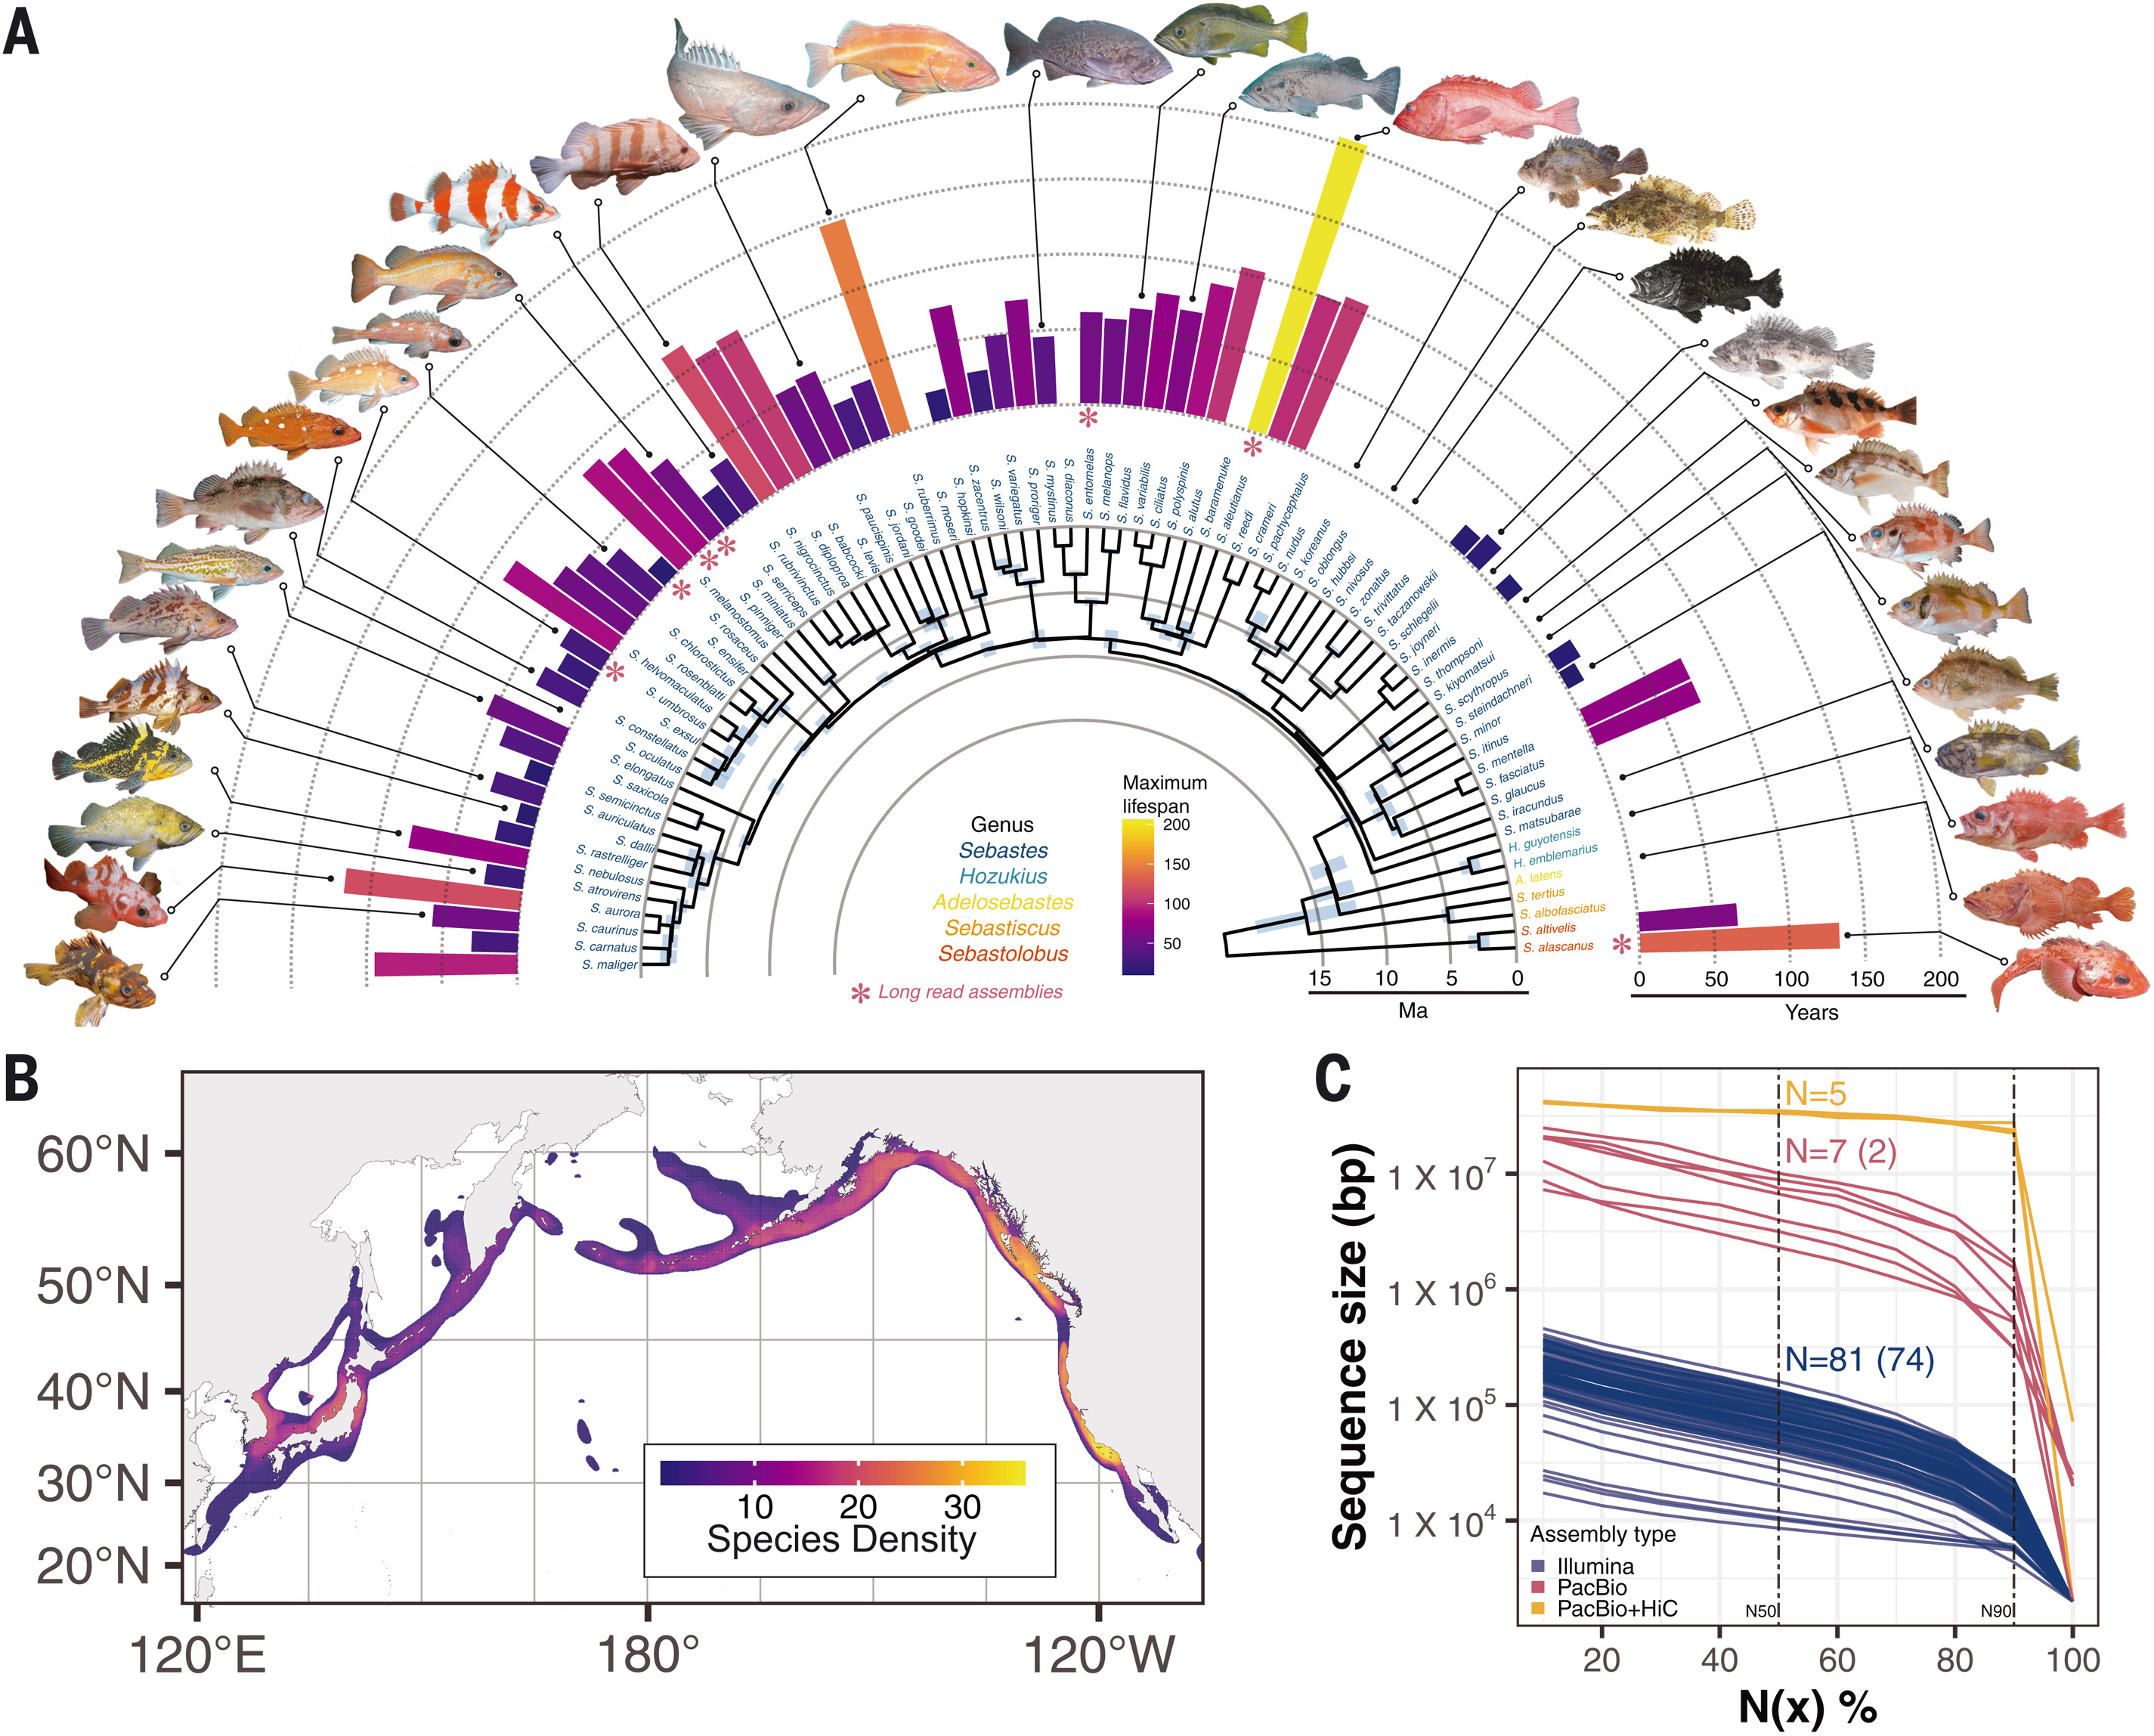 A
S. maliger
S. carnatus
S. caurinus
S. aurora
S. atrovirens
S. nebulosus
S. rastrelliger
S. dallii
S. auriculatus
S. semicinctus
S. saxicola
S. elongatus
S. oculatus
S. constellatus
S. exsul
S. umbrosus
S. helvomaculatus
S. rosenblatti
S. chlorostictus
S. ensifer
S. rosaceus
S. melanostomus
S. pinniger
S. miniatus
S. serriceps
S. rubrivinctus
S. nigrocinctus
S. diploproa
S. babcocki
S. levis
S. paucispinis
S. jordani
S. goodei
S. ruberrimus
S. moseri
S. hopkinsi
S. zacentrus
S. wilsoni
S. variegatus
S. proriger
S. mystinus
S. diaconus
S. entomelas
S. melanops
S. flavidus
S. variabilis
S. ciliatus
S. polyspinis
S. alutus
S. baramenuke
S. aleutianus
S. reedi
S. crameri
S. pachycephalus
S. nudus
S. koreanus
S. oblongus
S. hubbsi
S. nivosus
S. zonatus
S. trivittatus
S. taczanowskii
S. schlegelii
S. joyneri
S. inermis
S. thompsoni
S. kiyomatsui
S. scythropus
S. steindachneri
S. minor
S. itinus
S. mentella
S. fasciatus
S. glaucus
S. iracundus
S. matsubarae
H. guyotensis
H. emblemarius
A. latens
S. tertius
S. albofasciatus
S. altivelis
S. alascanus
Genus
Sebastes
Hozukius
Adelosebastes
Sebastiscus
Sebastolobus
* Long read assemblies
Maximum
lifespan
200
150
100
50
15 10 5 0
Ma
0 50 100 150 200
Years
B
60°N
50°N
40°N
30°N
20°N
120°E 180° 120°W
10 20 30
Species Density
C
Sequence size (bp)
1 X 10^7
1 X 10^6
1 X 10^5
1 X 10^4
N=5
N=7 (2)
N=81 (74)
Assembly type
Illumina
PacBio
PacBio+HiC
N50
N90
20 40 60 80 100
N(x) %